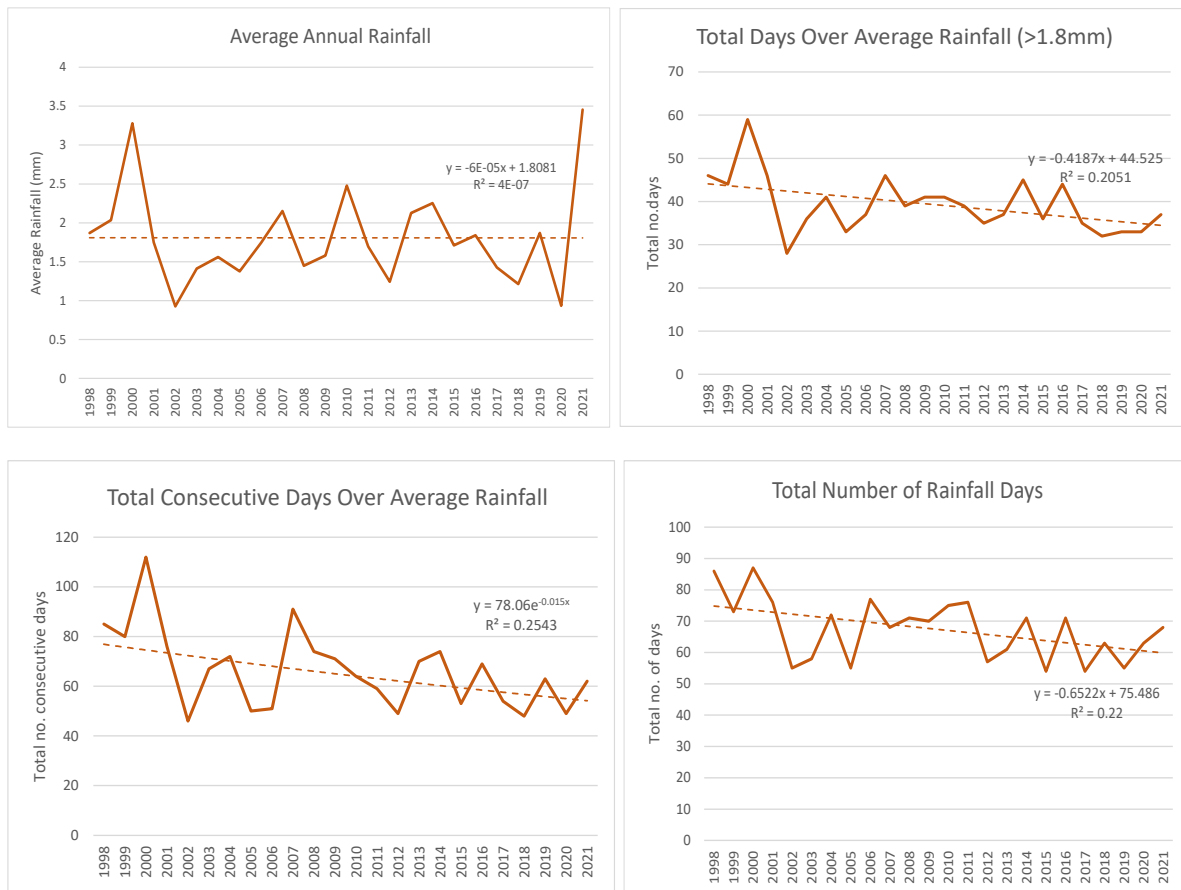 Average Annual Rainfall
Average Rainfall (mm)
4
3.5
3
2.5
2
1.5
1
0.5
0
y = -6E-05x + 1.8081
R² = 4E-07
1998 1999 2000 2001 2002 2003 2004 2005 2006 2007 2008 2009 2010 2011 2012 2013 2014 2015 2016 2017 2018 2019 2020 2021
Total Days Over Average Rainfall (>1.8mm)
Total no.days
70
60
50
40
30
20
10
0
y = -0.4187x + 44.525
R² = 0.2051
1998 1999 2000 2001 2002 2003 2004 2005 2006 2007 2008 2009 2010 2011 2012 2013 2014 2015 2016 2017 2018 2019 2020 2021
Total Consecutive Days Over Average Rainfall
Total no. consecutive days
120
100
80
60
40
20
0
y = 78.06e^-0.015x
R² = 0.2543
1998 1999 2000 2001 2002 2003 2004 2005 2006 2007 2008 2009 2010 2011 2012 2013 2014 2015 2016 2017 2018 2019 2020 2021
Total Number of Rainfall Days
Total no. of days
100
90
80
70
60
50
40
30
20
10
0
y = -0.6522x + 75.486
R² = 0.22
1998 1999 2000 2001 2002 2003 2004 2005 2006 2007 2008 2009 2010 2011 2012 2013 2014 2015 2016 2017 2018 2019 2020 2021